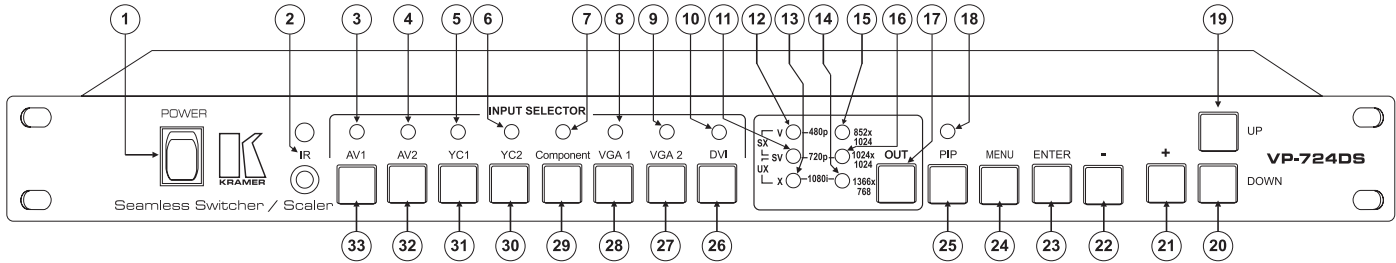 1 2 3 4 5 6 7 8 9 10 11 12 13 14 15 16 17 18 19
POWER
INPUT SELECTOR
IR AV1 AV2 YC1 YC2 Component VGA 1 VGA 2 DVI
V 480p 852x 1024
SX
SV 720p 1024x 1024
UX
X 1080i 1366x 768
OUT PIP MENU ENTER - + UP
DOWN
K
KRAMER
Seamless Switcher / Scaler
VP-724DS
33 32 31 30 29 28 27 26 25 24 23 22 21 20